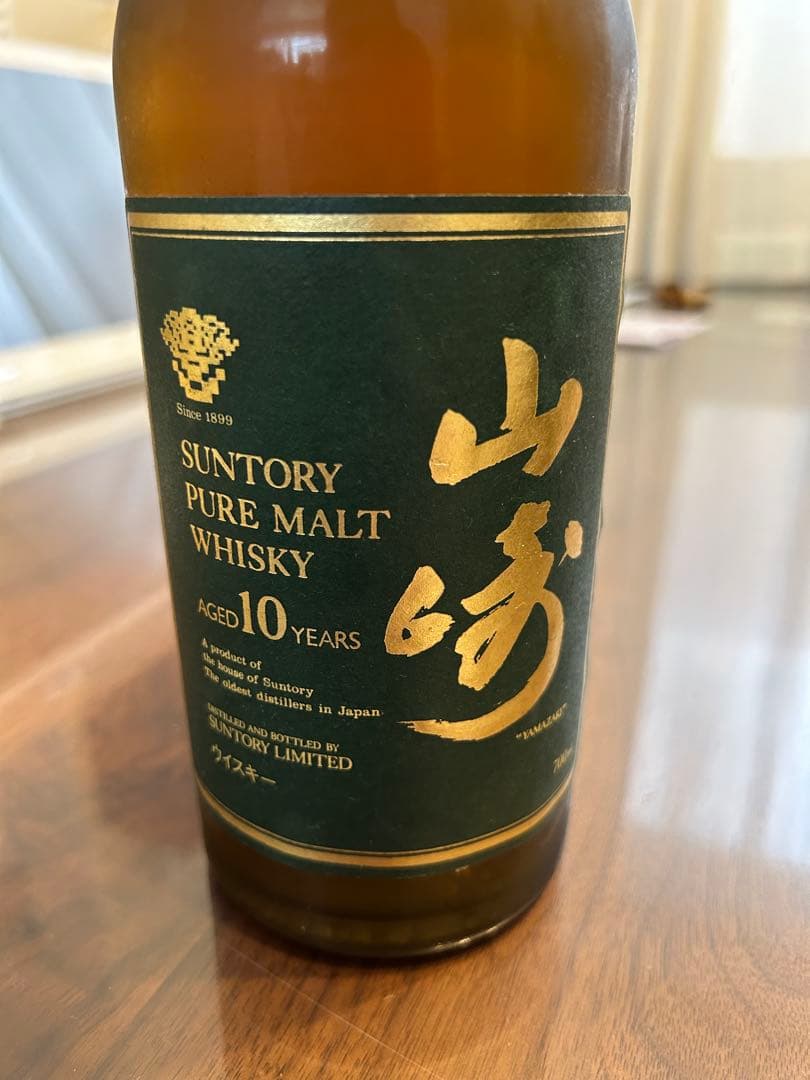 Since 1899
SUNTORY
PURE MALT
WHISKY
AGED 10 YEARS
A product of
the house of Suntory
The oldest distillers in Japan
DISTILLED AND BOTTLED BY
SUNTORY LIMITED
ウイスキー
山崎
"YAMAZAKI"